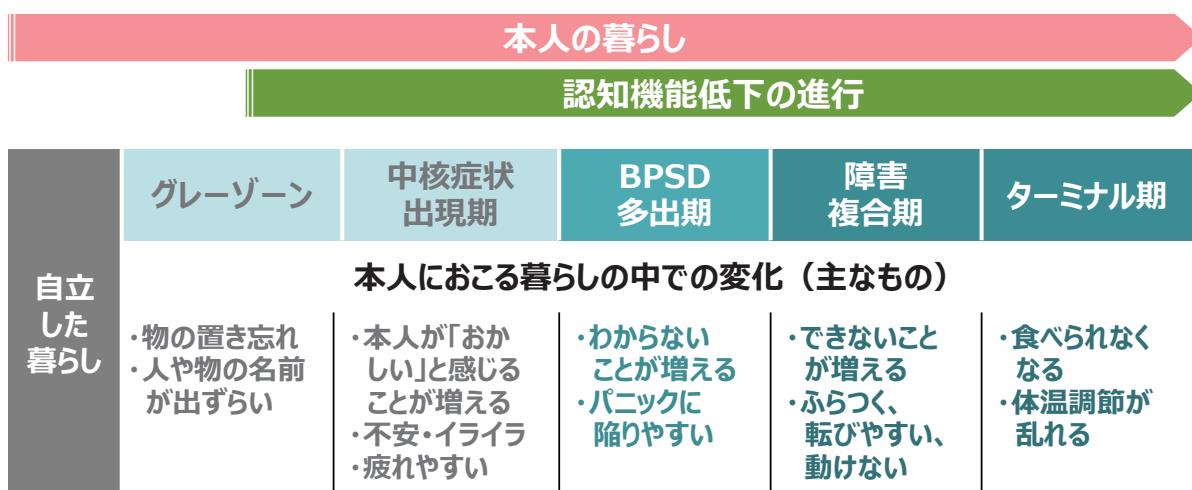 本人の暮らし
認知機能低下の進行
自立
した
暮らし
グレーゾーン
中核症状
出現期
BPSD
多出期
障害
複合期
ターミナル期
本人におこる暮らしの中での変化（主なもの）
・物の置き忘れ
・人や物の名前
が出ずらい
・本人が「おか
しい」と感じる
ことが増える
・不安・イライラ
・疲れやすい
・わからない
ことが増える
・パニックに
陥りやすい
・できないこと
が増える
・ふらつく、
転びやすい、
動けない
・食べられなく
なる
・体温調節が
乱れる